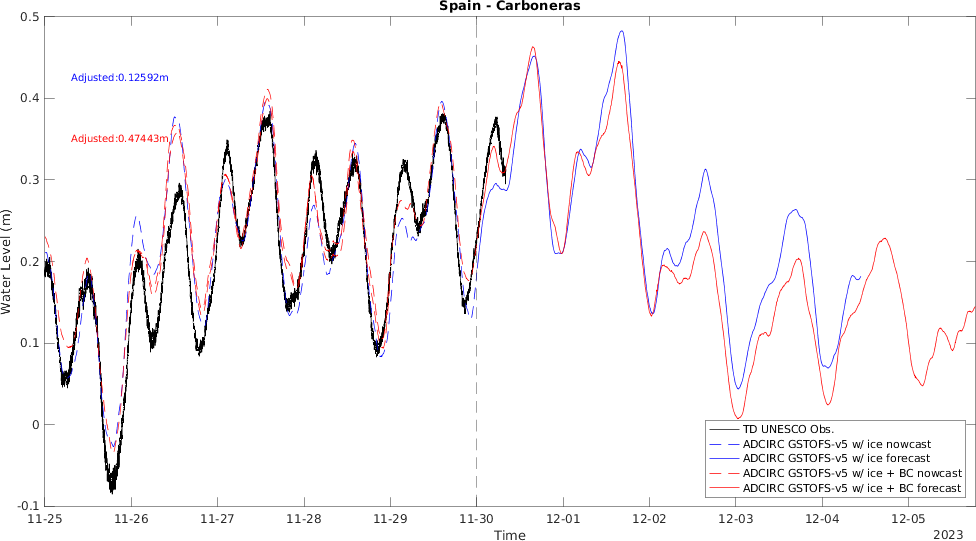 Spain - Carboneras
0.5
0.4
0.3
0.2
0.1
0
-0.1
Water Level (m)
Adjusted:0.12592m
Adjusted:0.47443m
TD UNESCO Obs.
ADCIRC GSTOFS-v5 w/ ice nowcast
ADCIRC GSTOFS-v5 w/ ice forecast
ADCIRC GSTOFS-v5 w/ ice + BC nowcast
ADCIRC GSTOFS-v5 w/ ice + BC forecast
11-25 11-26 11-27 11-28 11-29 11-30 12-01 12-02 12-03 12-04 12-05
Time
2023